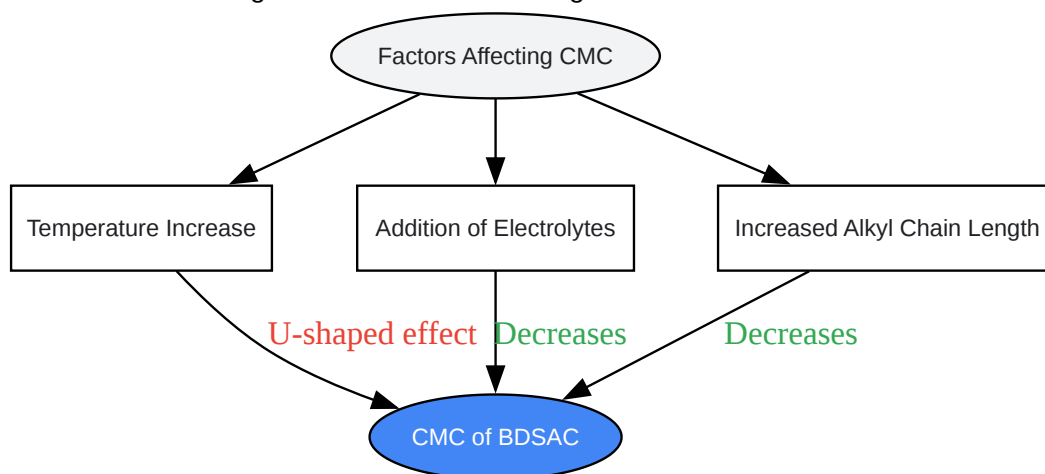 Factors Affecting CMC
Temperature Increase
Addition of Electrolytes
Increased Alkyl Chain Length
U-shaped effect
Decreases
Decreases
CMC of BDSAC